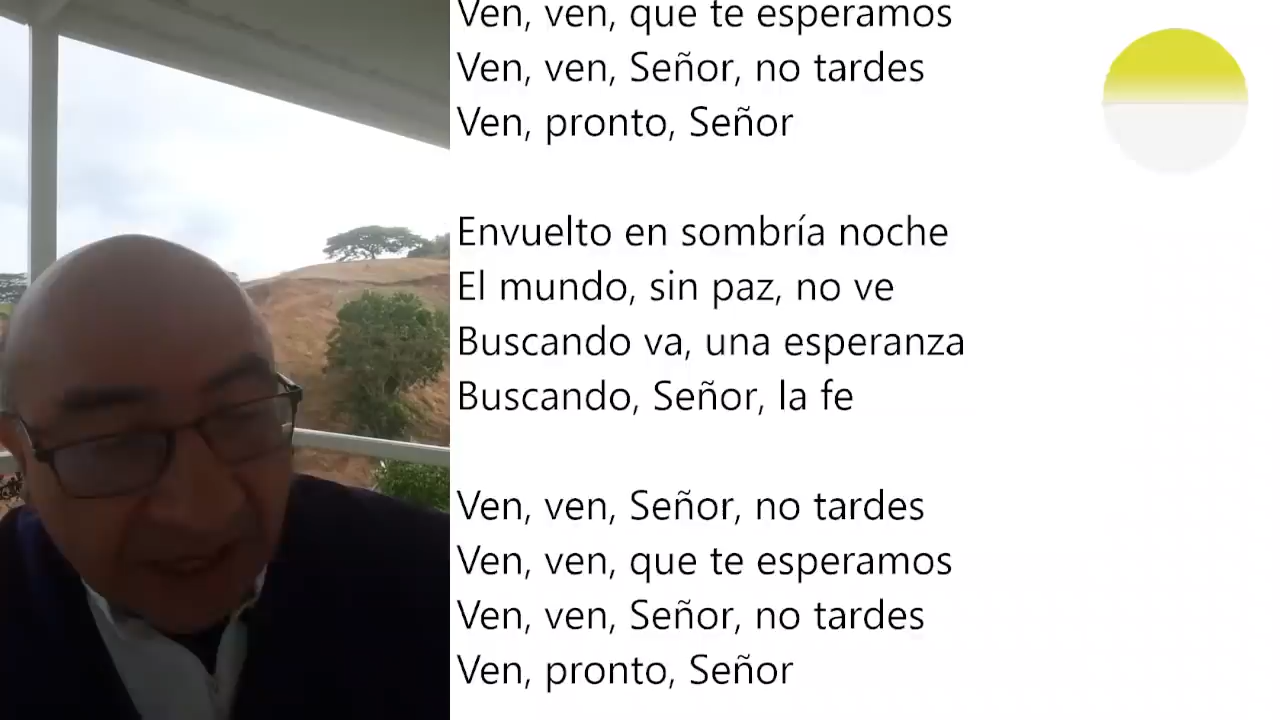 Ven, ven, que te esperamos
Ven, ven, Señor, no tardes
Ven, pronto, Señor
Envuelto en sombría noche
El mundo, sin paz, no ve
Buscando va, una esperanza
Buscando, Señor, la fe
Ven, ven, Señor, no tardes
Ven, ven, que te esperamos
Ven, ven, Señor, no tardes
Ven, pronto, Señor